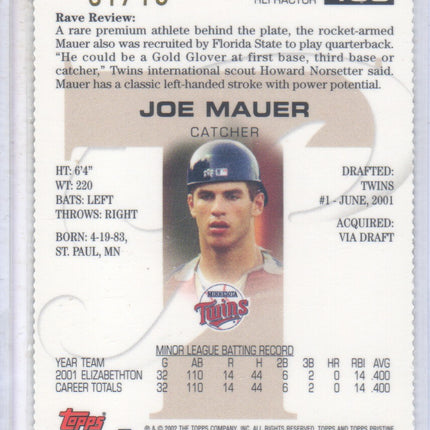 REFRACTOR
Rave Review:
A rare premium athlete behind the plate, the rocket-armed
Mauer also was recruited by Florida State to play quarterback.
"He could be a Gold Glover at first base, third base or
catcher," Twins international scout Howard Norsetter said.
Mauer has a classic left-handed stroke with power potential.
JOE MAUER
CATCHER
HT: 6'4"
WT: 220
BATS: LEFT
THROWS: RIGHT
BORN: 4-19-83,
ST. PAUL, MN
DRAFTED:
TWINS
#1 - JUNE, 2001
ACQUIRED:
VIA DRAFT
MINNESOTA
Twins
MINOR LEAGUE BATTING RECORD
YEAR TEAM G AB R H 2B 3B HR RBI AVG
2001 ELIZABETHTON 32 110 14 44 6 2 0 14 .400
CAREER TOTALS 32 110 14 44 6 2 0 14 .400
Topps
® & © 2002 THE TOPPS COMPANY, INC. ALL RIGHTS RESERVED. TOPPS AND TOPPS PRISTINE